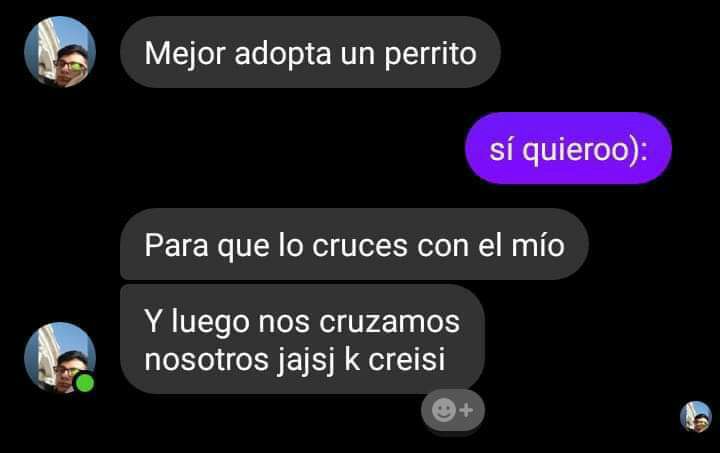 Mejor adopta un perrito
sí quieroo):
Para que lo cruces con el mío
Y luego nos cruzamos
nosotros jajsj k creisi